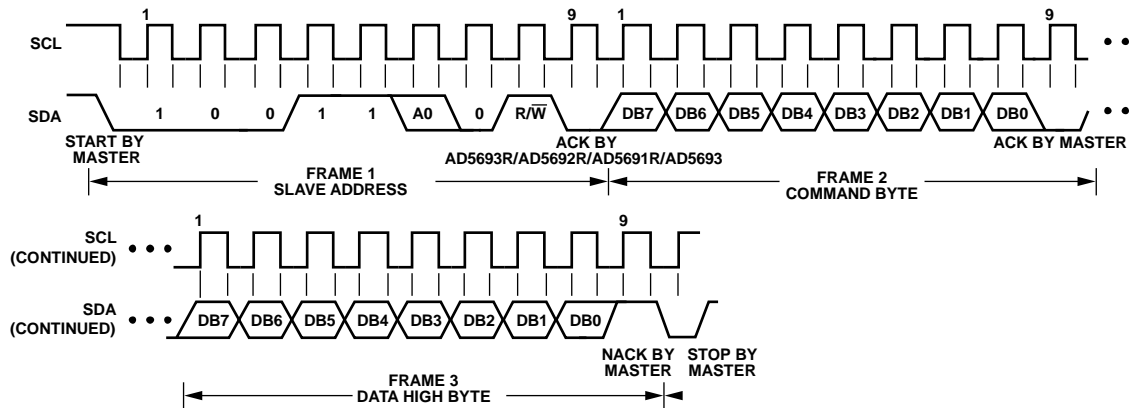 1 9 1 9
SCL
SDA 1 0 0 1 1 A0 0 R/W̅ DB7 DB6 DB5 DB4 DB3 DB2 DB1 DB0
START BY MASTER
ACK BY AD5693R/AD5692R/AD5691R/AD5693
ACK BY MASTER
FRAME 1
SLAVE ADDRESS
FRAME 2
COMMAND BYTE
1 9
SCL
(CONTINUED)
SDA
(CONTINUED)
DB7 DB6 DB5 DB4 DB3 DB2 DB1 DB0
NACK BY
MASTER
STOP BY
MASTER
FRAME 3
DATA HIGH BYTE